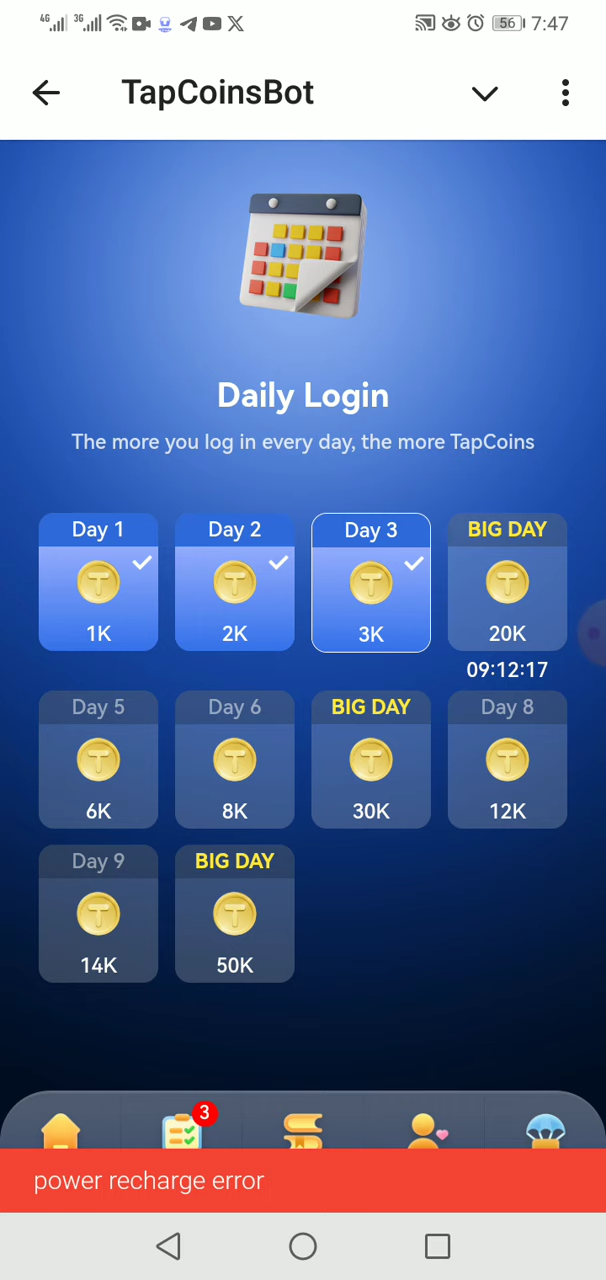 4G 3G 56 7:47
TapCoinsBot
Daily Login
The more you log in every day, the more TapCoins
Day 1 Day 2 Day 3 BIG DAY
1K 2K 3K 20K
09:12:17
Day 5 Day 6 BIG DAY Day 8
6K 8K 30K 12K
Day 9 BIG DAY
14K 50K
3
power recharge error